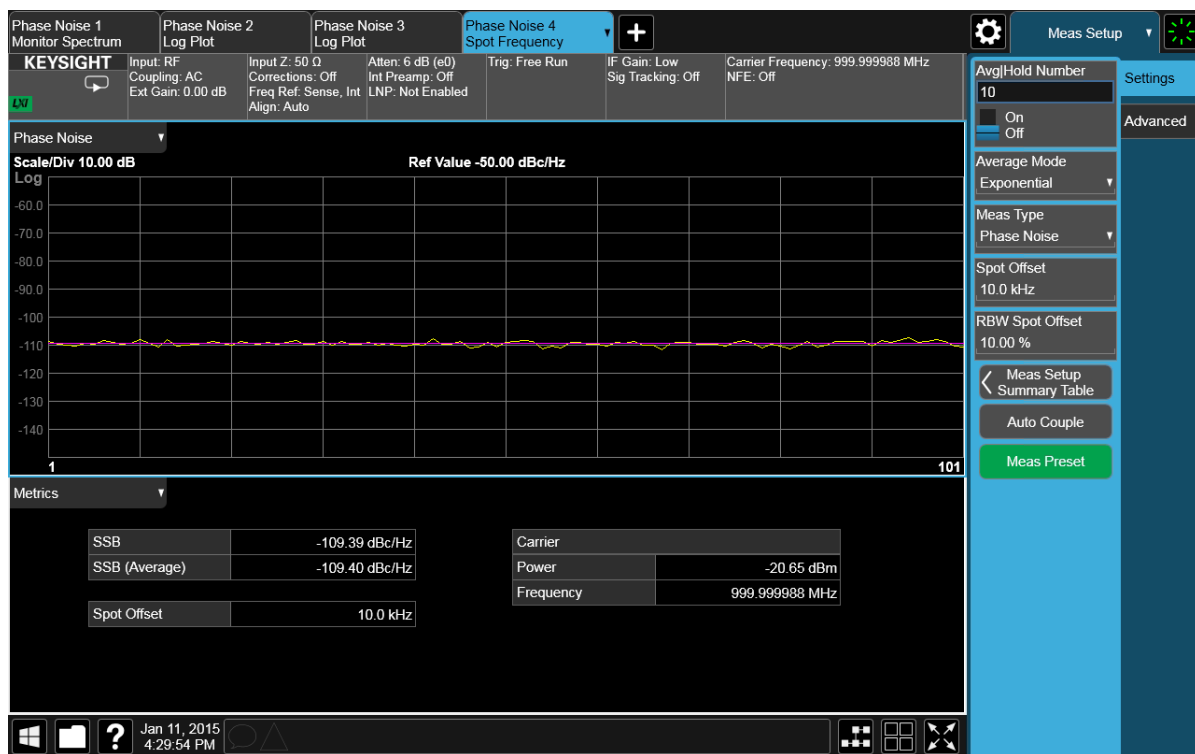 Phase Noise 1
Monitor Spectrum
Phase Noise 2
Log Plot
Phase Noise 3
Log Plot
Phase Noise 4
Spot Frequency
Meas Setup
KEYSIGHT
LXI
Input: RF
Coupling: AC
Ext Gain: 0.00 dB
Input Z: 50 Ω
Corrections: Off
Freq Ref: Sense, Int
Align: Auto
Atten: 6 dB (e0)
Int Preamp: Off
LNP: Not Enabled
Trig: Free Run
IF Gain: Low
Sig Tracking: Off
Carrier Frequency: 999.999988 MHz
NFE: Off
Phase Noise
Scale/Div 10.00 dB
Ref Value -50.00 dBc/Hz
Log
-60.0
-70.0
-80.0
-90.0
-100
-110
-120
-130
-140
1
101
Metrics
SSB -109.39 dBc/Hz
SSB (Average) -109.40 dBc/Hz
Spot Offset 10.0 kHz
Carrier
Power -20.65 dBm
Frequency 999.999988 MHz
Avg|Hold Number
10
On
Off
Average Mode
Exponential
Meas Type
Phase Noise
Spot Offset
10.0 kHz
RBW Spot Offset
10.00 %
Meas Setup
Summary Table
Auto Couple
Meas Preset
Settings
Advanced
?
Jan 11, 2015
4:29:54 PM